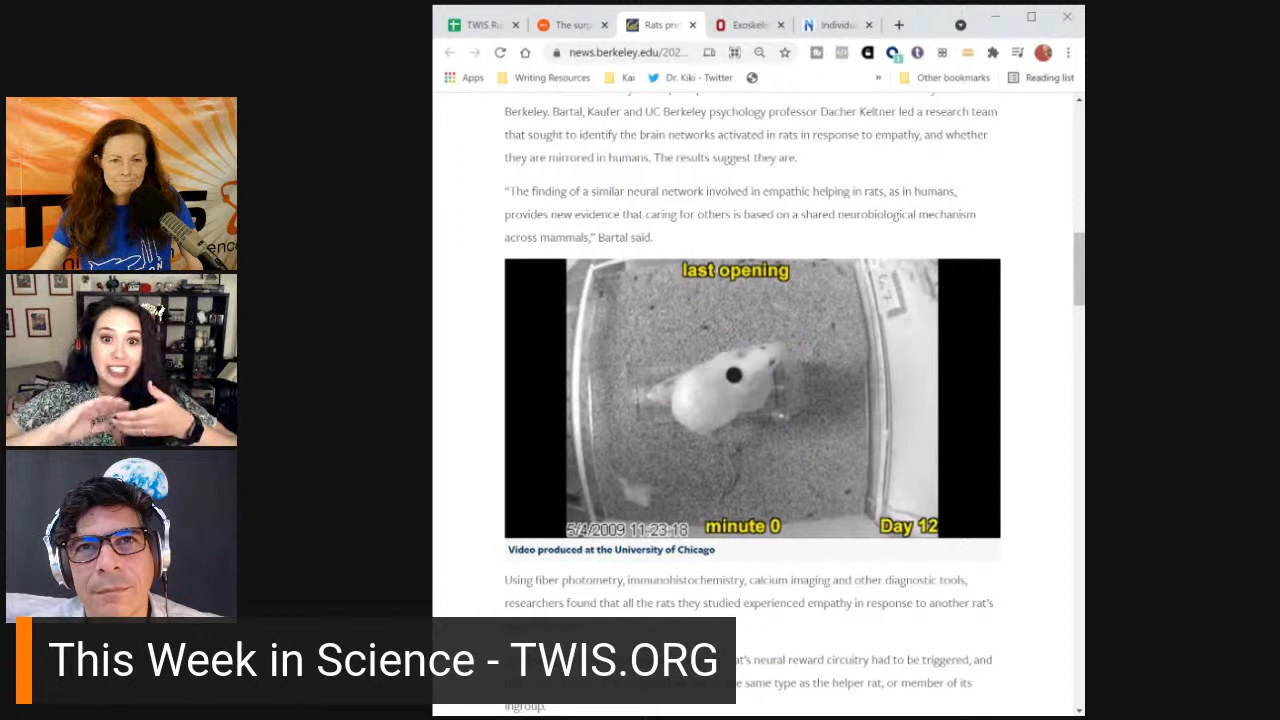 TWIS Ru
The surp
Rats pre
Exoskele
Individu
news.berkeley.edu/202...
Apps
Writing Resources
Kai
Dr. Kiki - Twitter
»
Other bookmarks
Reading list
Berkeley. Bartal, Kaufer and UC Berkeley psychology professor Dacher Keltner led a research team
that sought to identify the brain networks activated in rats in response to empathy, and whether
they are mirrored in humans. The results suggest they are.
“The finding of a similar neural network involved in empathic helping in rats, as in humans,
provides new evidence that caring for others is based on a shared neurobiological mechanism
across mammals,” Bartal said.
last opening
5/4/2009 11:23:18
minute 0
Day 12
Video produced at the University of Chicago
Using fiber photometry, immunohistochemistry, calcium imaging and other diagnostic tools,
researchers found that all the rats they studied experienced empathy in response to another rat’s
at’s neural reward circuitry had to be triggered, and
same type as the helper rat, or member of its
ingroup.
This Week in Science - TWIS.ORG